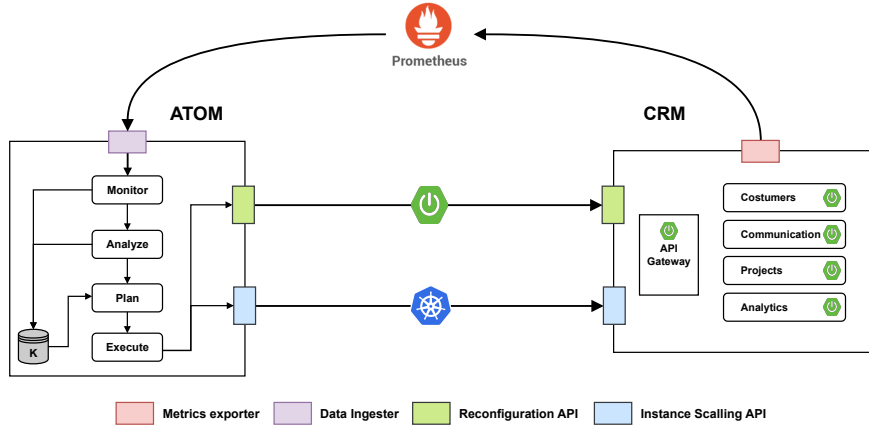 Prometheus
ATOM
CRM
Monitor
Analyze
Plan
Execute
K
API
Gateway
Costumers
Communication
Projects
Analytics
Metrics exporter
Data Ingester
Reconfiguration API
Instance Scalling API